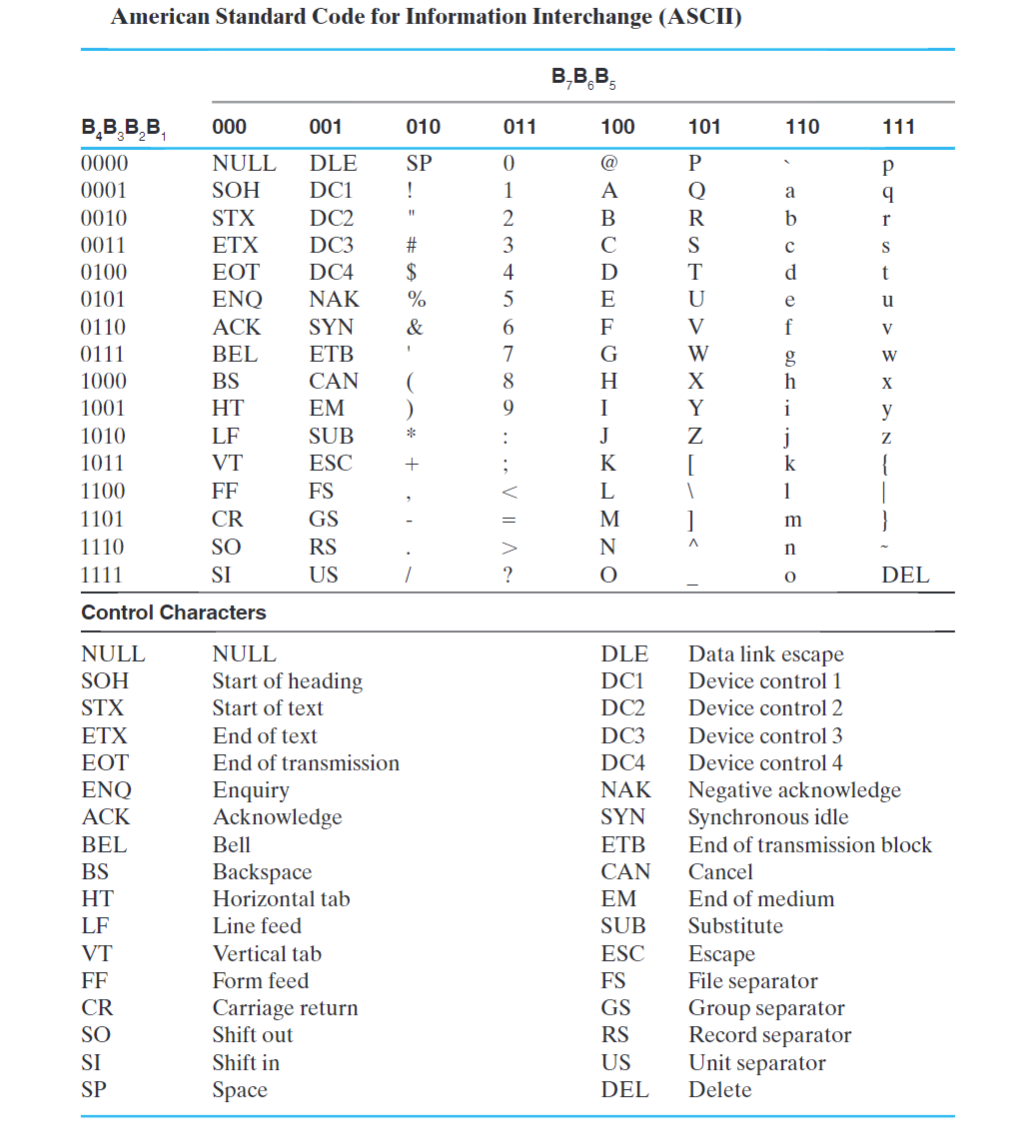 American Standard Code for Information Interchange (ASCII)
B₇B₆B₅
B₄B₃B₂B₁ 000 001 010 011 100 101 110 111
0000 NULL DLE SP 0 @ P ` p
0001 SOH DC1 ! 1 A Q a q
0010 STX DC2 " 2 B R b r
0011 ETX DC3 # 3 C S c s
0100 EOT DC4 $ 4 D T d t
0101 ENQ NAK % 5 E U e u
0110 ACK SYN & 6 F V f v
0111 BEL ETB ' 7 G W g w
1000 BS CAN ( 8 H X h x
1001 HT EM ) 9 I Y i y
1010 LF SUB * : J Z j z
1011 VT ESC + ; K [ k {
1100 FF FS , < L \ l |
1101 CR GS - = M ] m }
1110 SO RS . > N ^ n ~
1111 SI US / ? O _ o DEL
Control Characters
NULL NULL DLE Data link escape
SOH Start of heading DC1 Device control 1
STX Start of text DC2 Device control 2
ETX End of text DC3 Device control 3
EOT End of transmission DC4 Device control 4
ENQ Enquiry NAK Negative acknowledge
ACK Acknowledge SYN Synchronous idle
BEL Bell ETB End of transmission block
BS Backspace CAN Cancel
HT Horizontal tab EM End of medium
LF Line feed SUB Substitute
VT Vertical tab ESC Escape
FF Form feed FS File separator
CR Carriage return GS Group separator
SO Shift out RS Record separator
SI Shift in US Unit separator
SP Space DEL Delete